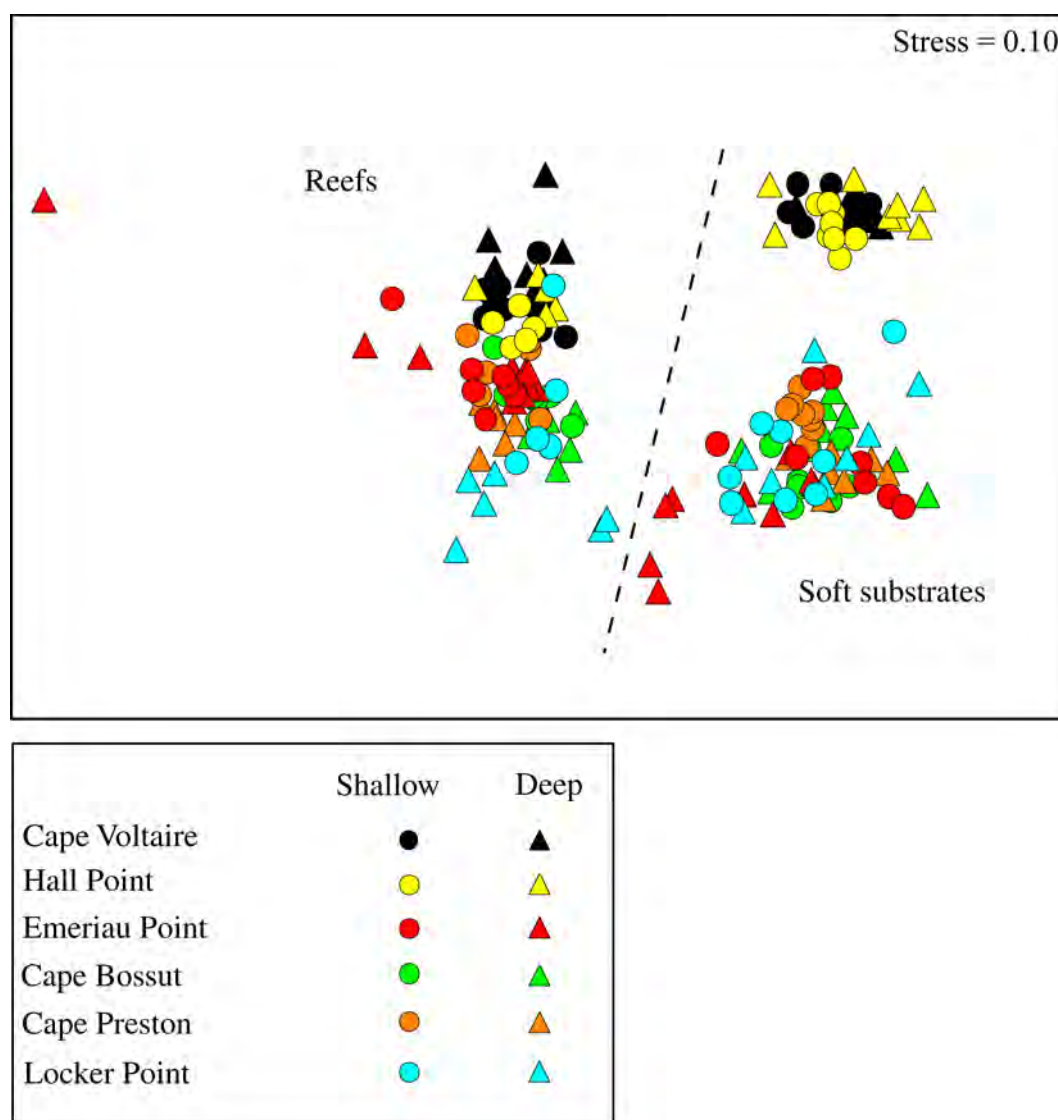 Stress = 0.10
Reefs
Soft substrates
Shallow Deep
Cape Voltaire
Hall Point
Emeriau Point
Cape Bossut
Cape Preston
Locker Point